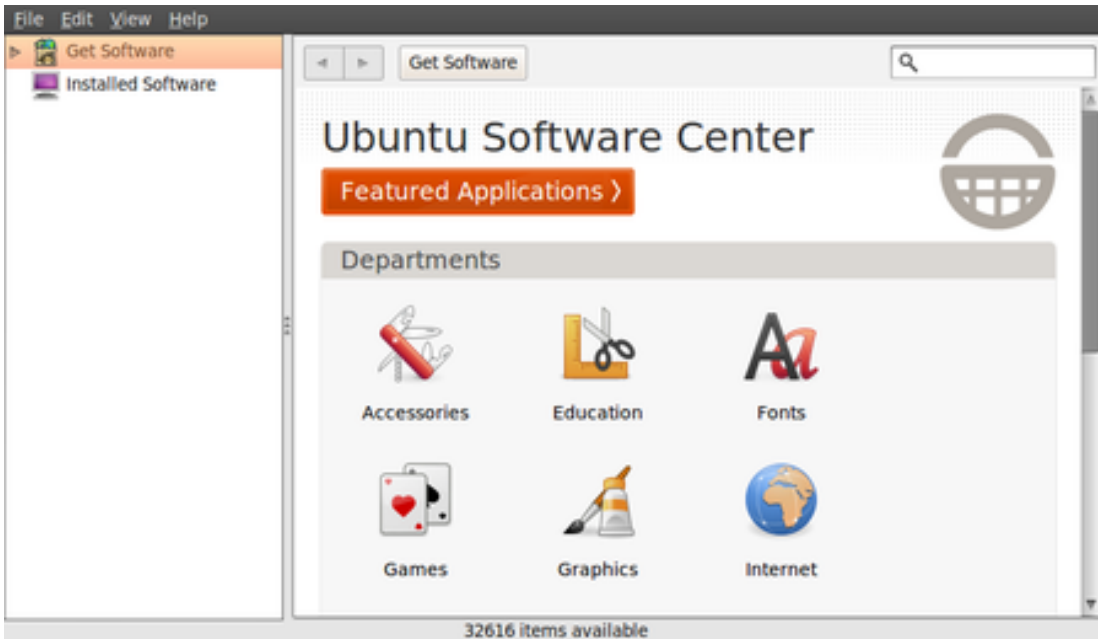 File Edit View Help
Get Software
Installed Software
Get Software
Ubuntu Software Center
Featured Applications 〉
Departments
Accessories Education Fonts
Games Graphics Internet
32616 items available